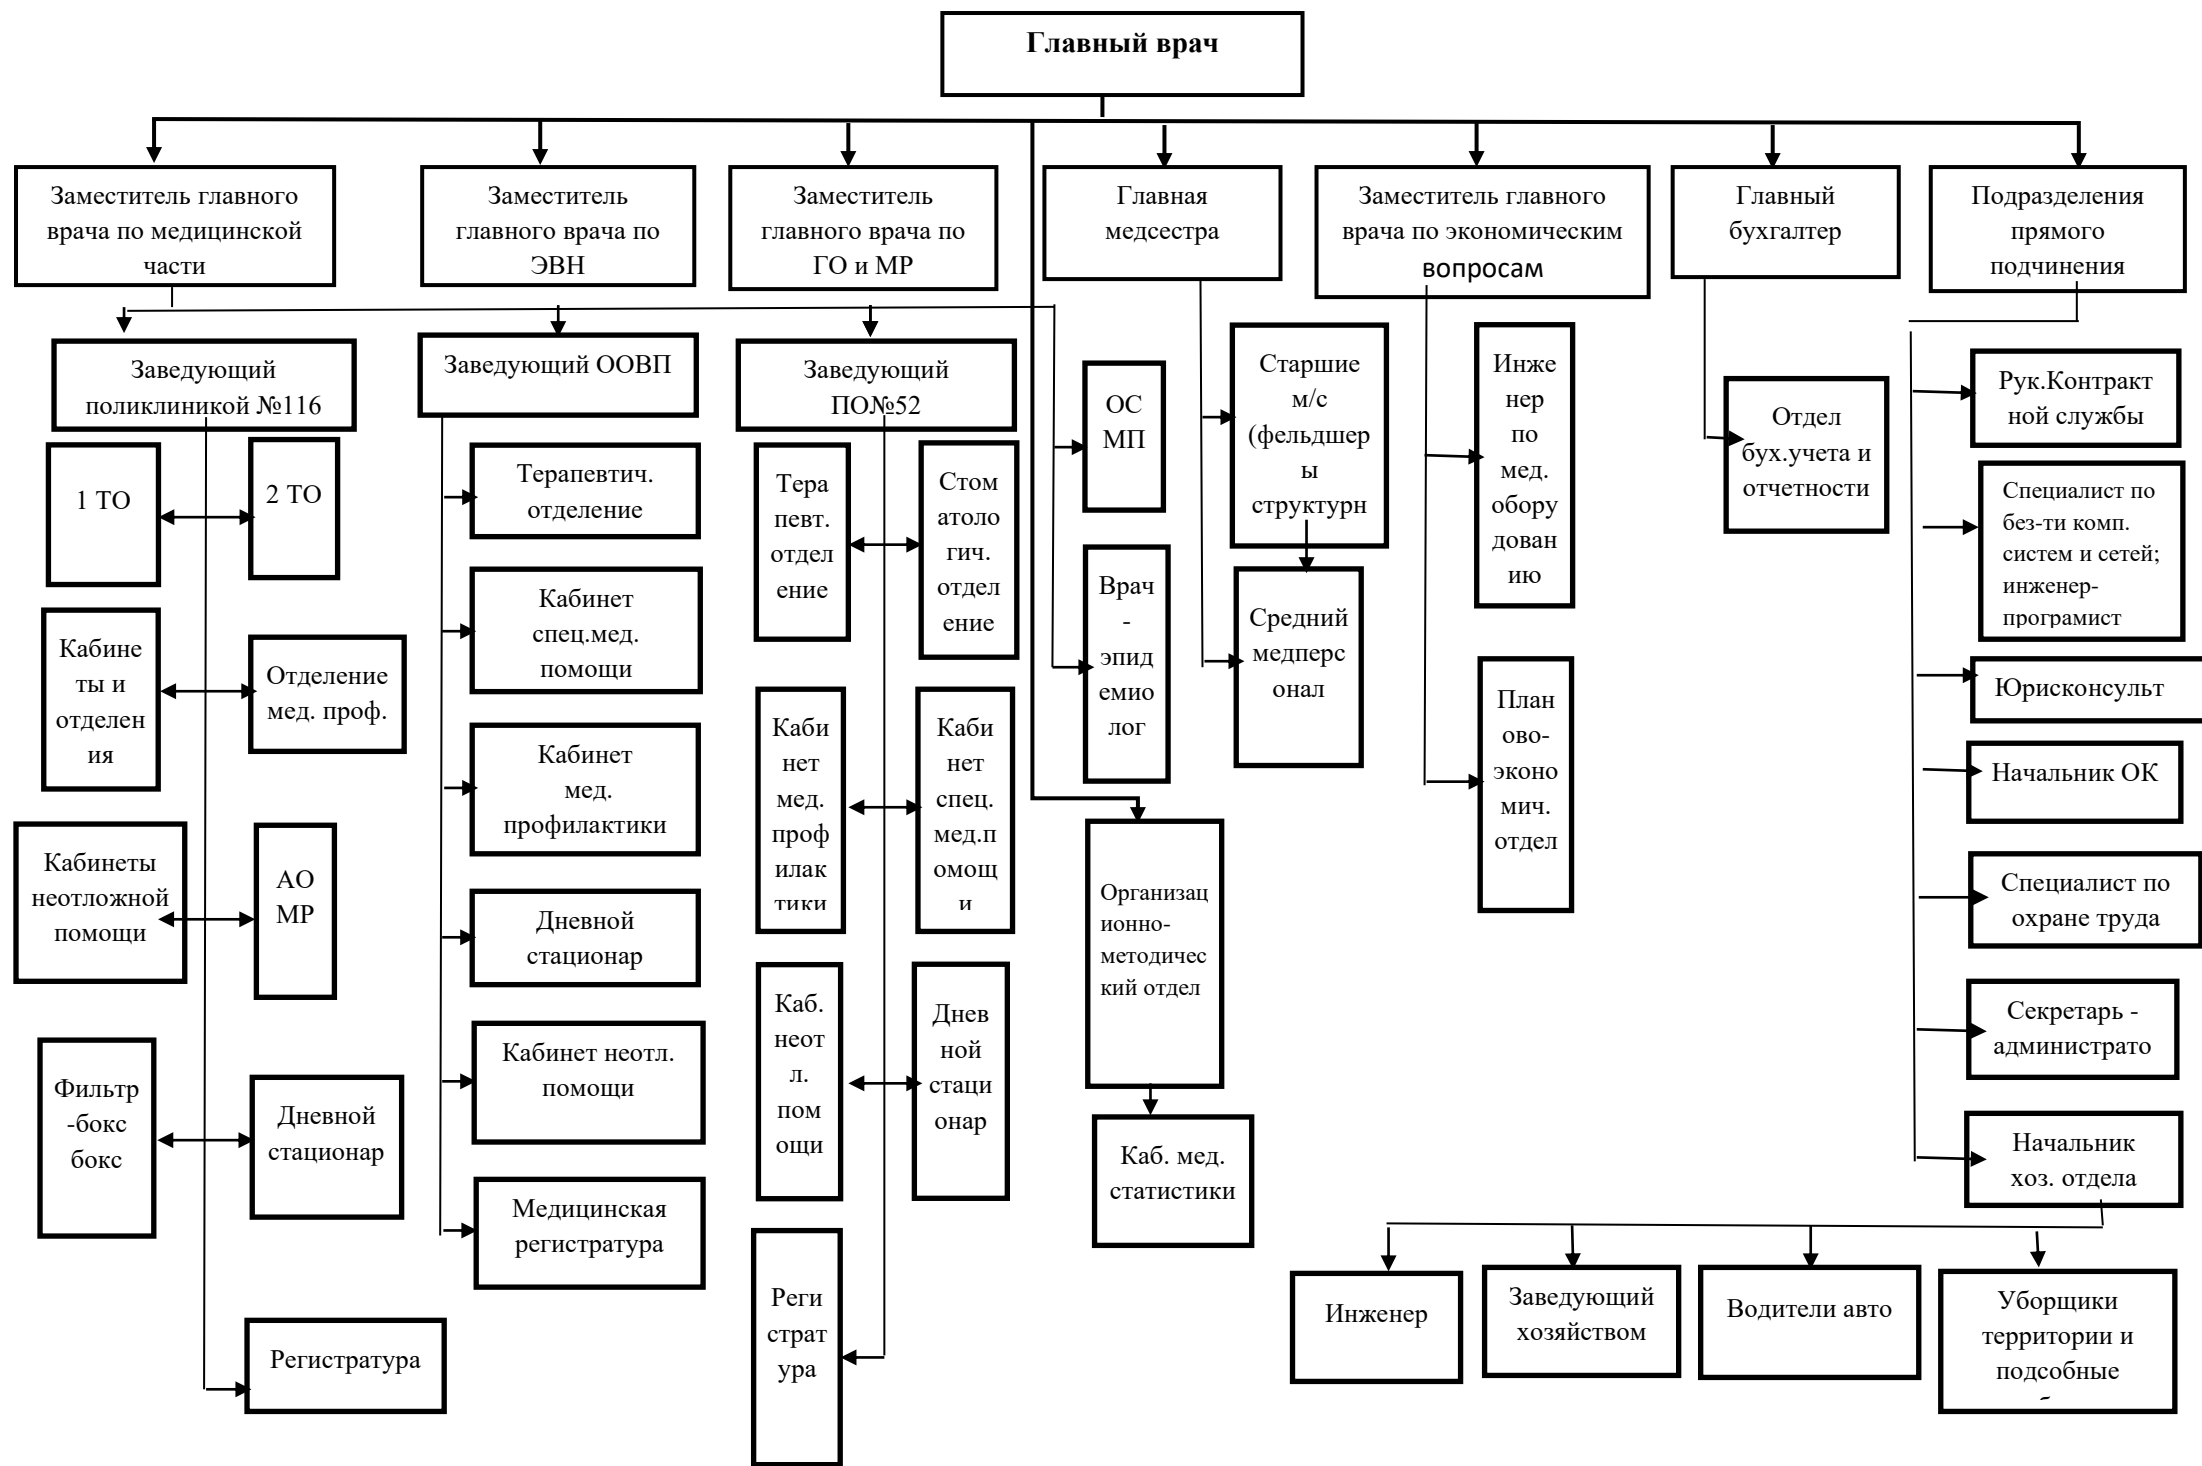 Главный врач
Заместитель главного
врача по медицинской
части
Заместитель
главного врача по
ЭВН
Заместитель
главного врача по
ГО и МР
Главная
медсестра
Заместитель главного
врача по экономическим
вопросам
Главный
бухгалтер
Подразделения
прямого
подчинения
Заведующий
поликлиникой №116
Заведующий ООВП
Заведующий
ПО№52
1 ТО
2 ТО
Кабине
ты и
отделен
ия
Отделение
мед. проф.
Кабинеты
неотложной
помощи
АО
МР
Фильтр
-бокс
бокс
Дневной
стационар
Регистратура
Терапевтич.
отделение
Кабинет
спец.мед.
помощи
Кабинет
мед.
профилактики
Дневной
стационар
Кабинет неотл.
помощи
Медицинская
регистратура
Тера
певт.
отдел
ение
Стом
атоло
гич.
отдел
ение
Каби
нет
мед.
проф
илак
тики
Каби
нет
спец.
мед.п
омощ
и
Каб.
неот
л.
пом
ощи
Днев
ной
стаци
онар
Реги
страт
ура
ОС
МП
Врач
-
эпид
емио
лог
Организац
ионно-
методичес
кий отдел
Каб. мед.
статистики
Старшие
м/с
(фельдшер
ы
структурн
Средний
медперс
онал
Инже
нер
по
мед.
обору
дован
ию
План
ово-
эконо
мич.
отдел
Отдел
бух.учета и
отчетности
Рук.Контракт
ной службы
Специалист по
без-ти комп.
систем и сетей;
инженер-
програмист
Юрисконсульт
Начальник ОК
Специалист по
охране труда
Секретарь -
администрато
Начальник
хоз. отдела
Инженер
Заведующий
хозяйством
Водители авто
Уборщики
территории и
подсобные